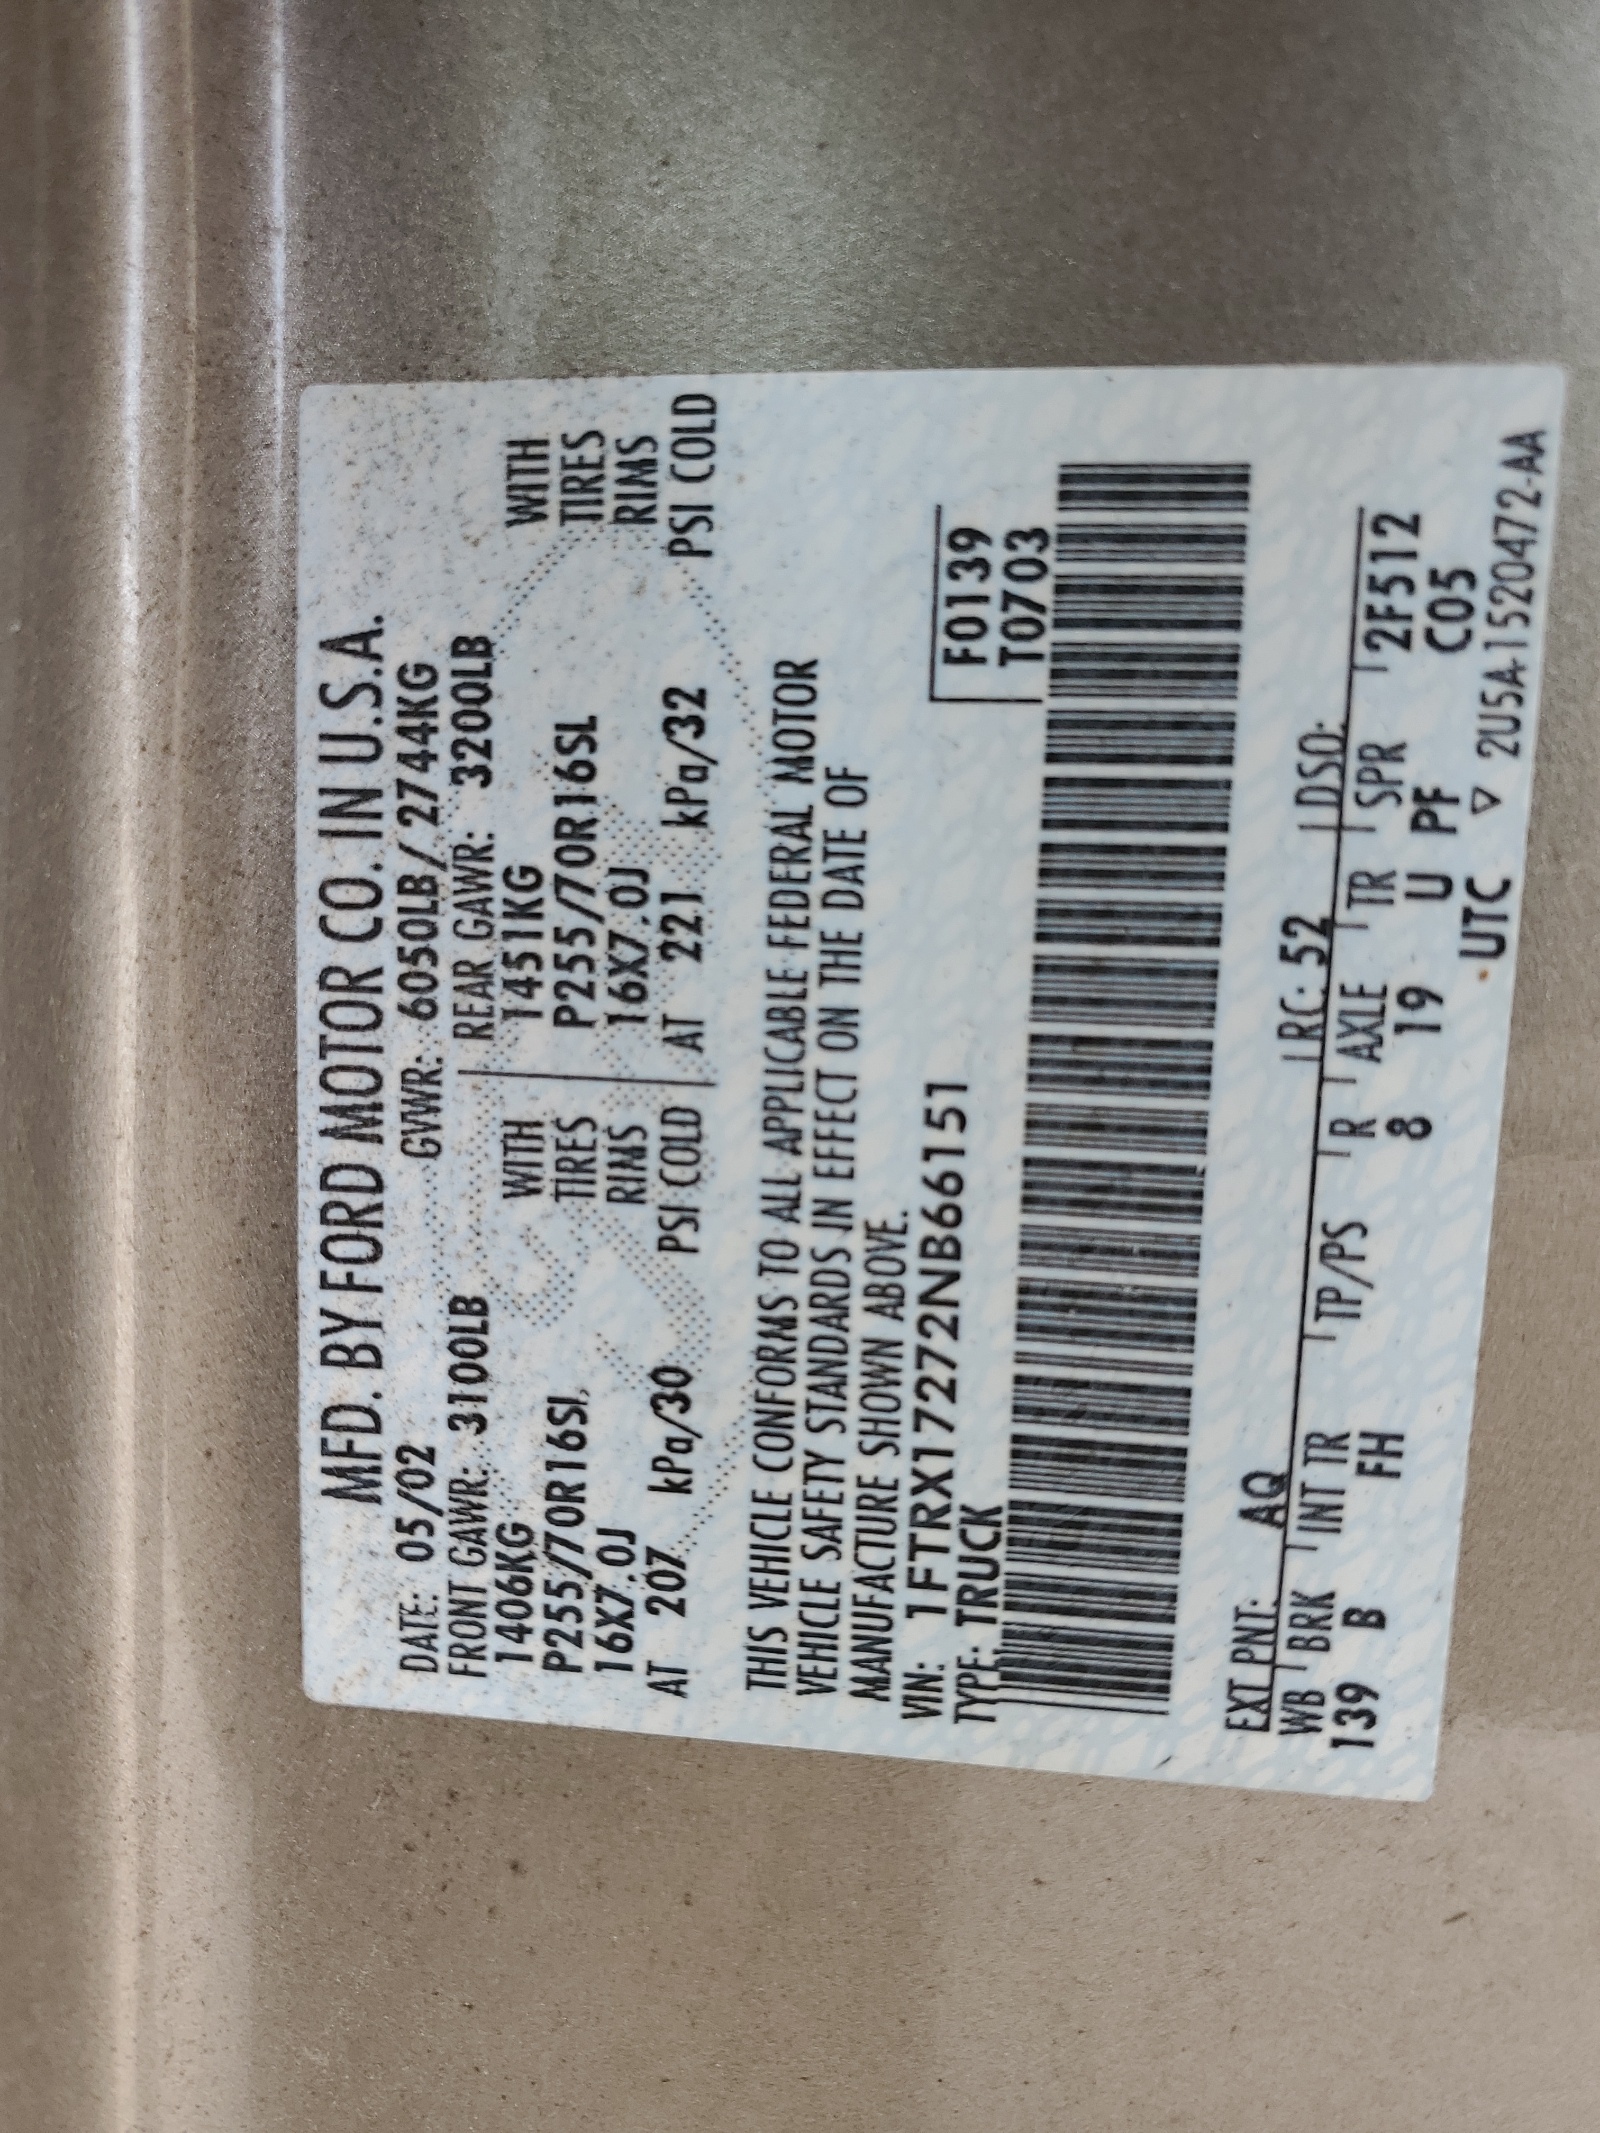 MFD. BY FORD MOTOR CO. IN U.S.A.
DATE: 05/02 GVWR: 6050LB/ 2744KG
FRONT GAWR: 3100LB REAR GAWR: 3200LB
1406KG WITH 1451KG WITH
P255/70R16SL TIRES P255/70R16SL TIRES
16X7.0J RIMS 16X7.0J RIMS
AT 207 kPa/30 PSI COLD AT 221 kPa/32 PSI COLD
THIS VEHICLE CONFORMS TO ALL APPLICABLE FEDERAL MOTOR
VEHICLE SAFETY STANDARDS IN EFFECT ON THE DATE OF
MANUFACTURE SHOWN ABOVE.
VIN: 1FTRX17272NB66151 F0139
TYPE: TRUCK T0703
EXT PNT: AQ RC: 52 DSO:
WB BRK INT TR TP/PS R AXLE TR SPR 2F512
139 B FH 8 19 U PF C05
UTC ▽ 2U5A-1520472-AA